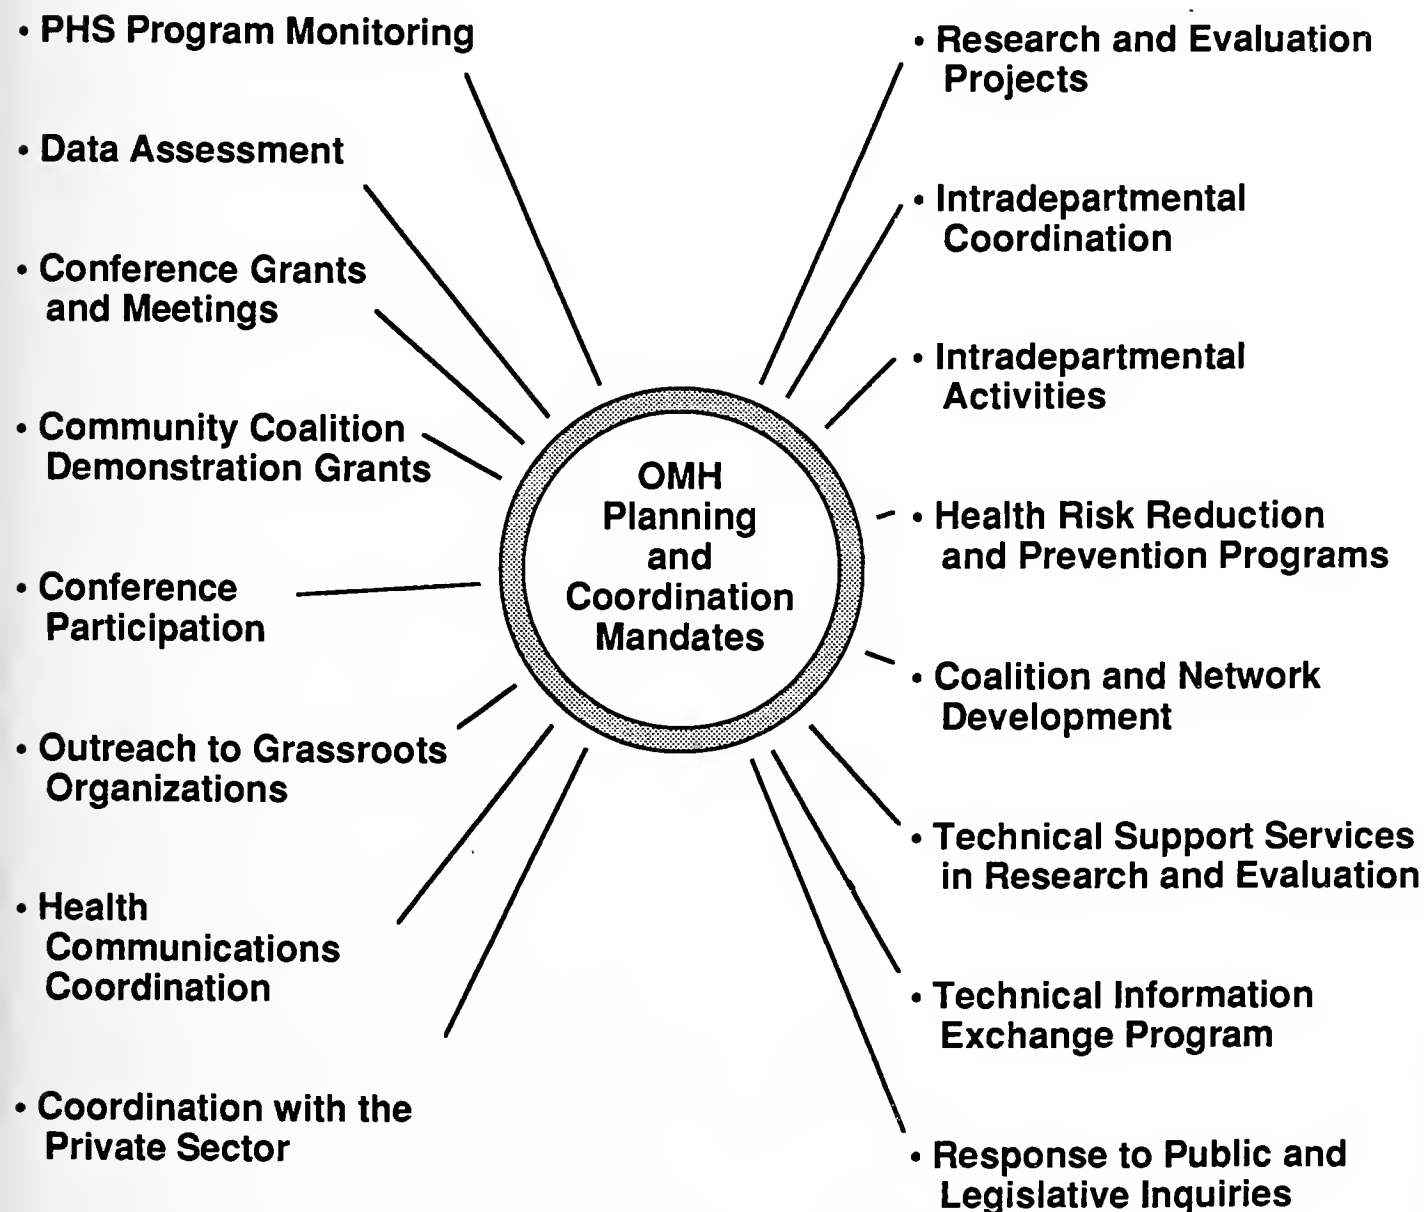 • PHS Program Monitoring
• Data Assessment
• Conference Grants
and Meetings
• Community Coalition
Demonstration Grants
• Conference
Participation
• Outreach to Grassroots
Organizations
• Health
Communications
Coordination
• Coordination with the
Private Sector
OMH
Planning
and
Coordination
Mandates
• Research and Evaluation
Projects
• Intradepartmental
Coordination
• Intradepartmental
Activities
• Health Risk Reduction
and Prevention Programs
• Coalition and Network
Development
• Technical Support Services
in Research and Evaluation
• Technical Information
Exchange Program
• Response to Public and
Legislative Inquiries